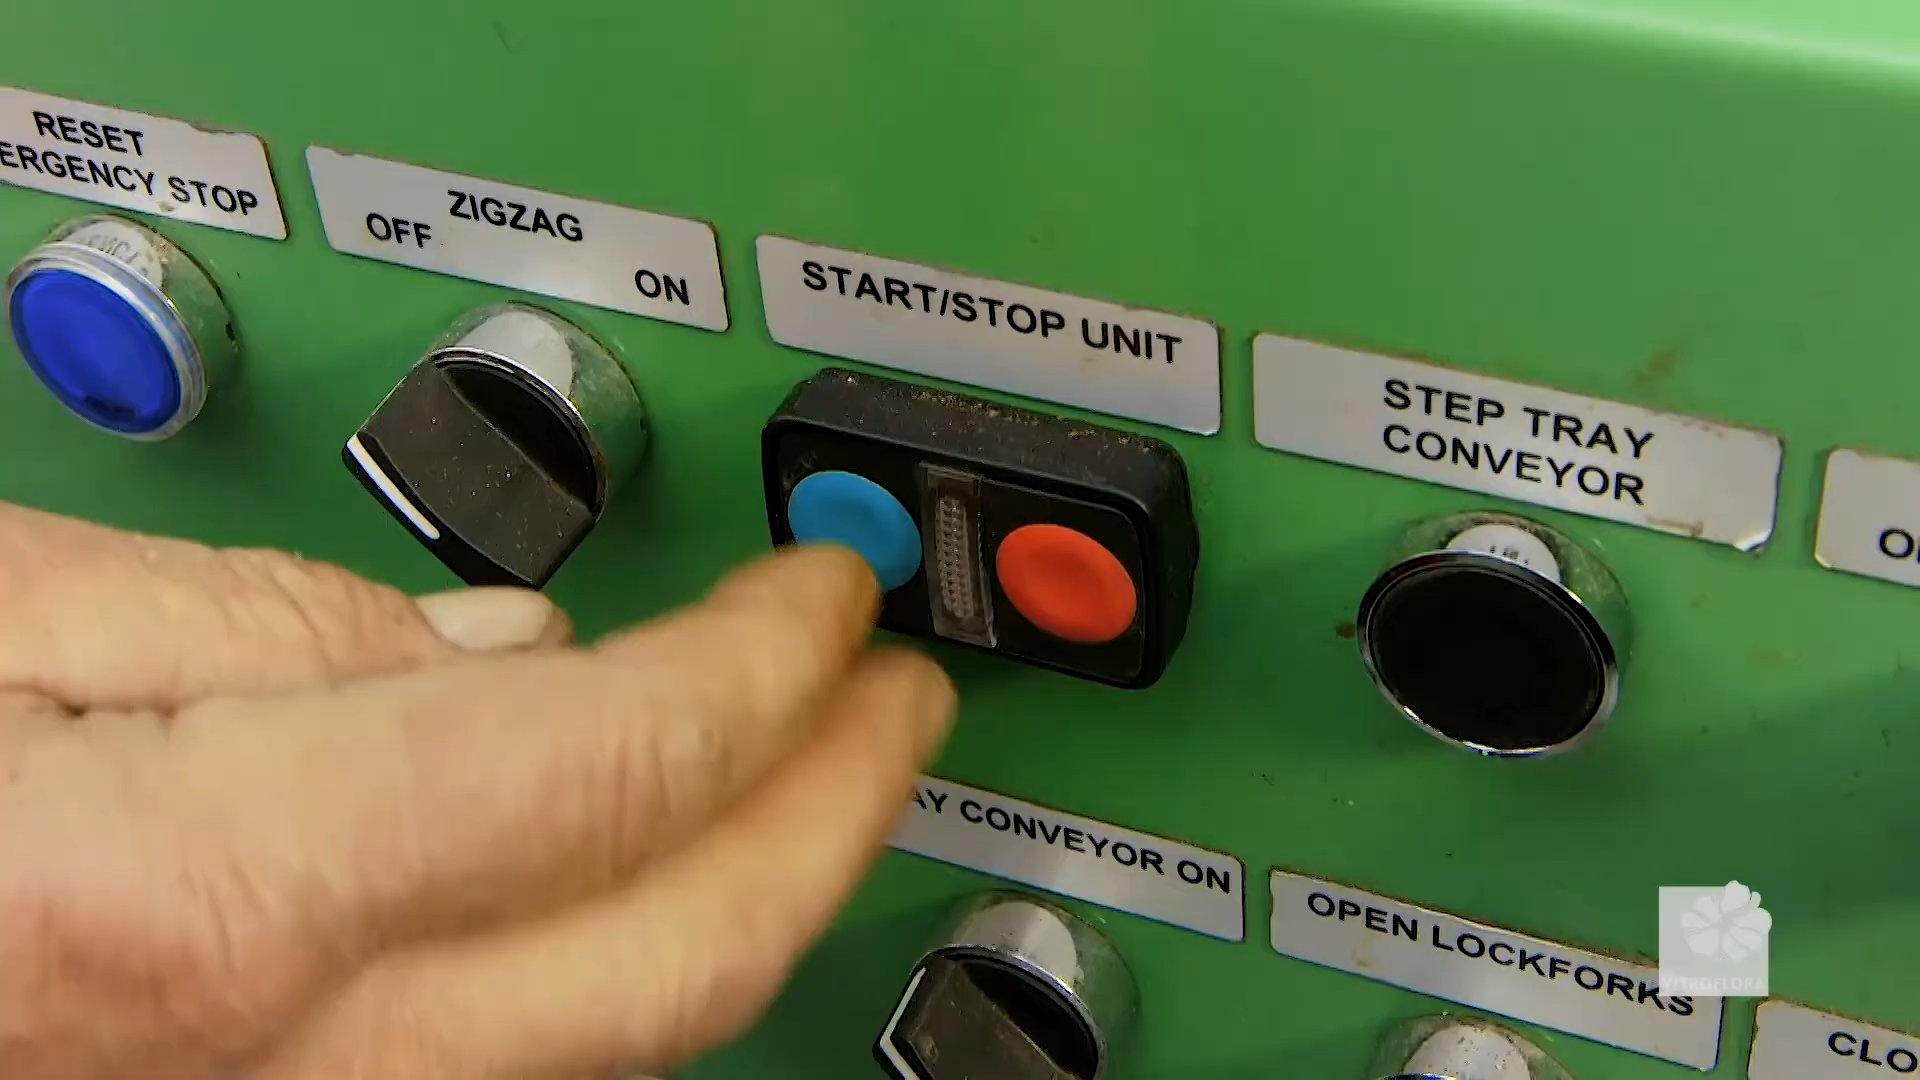 RESET
ERGENCY STOP
ZIGZAG
OFF
ON
START/STOP UNIT
STEP TRAY
CONVEYOR
AY CONVEYOR ON
OPEN LOCKFORKS
CLO
VITROFLORA